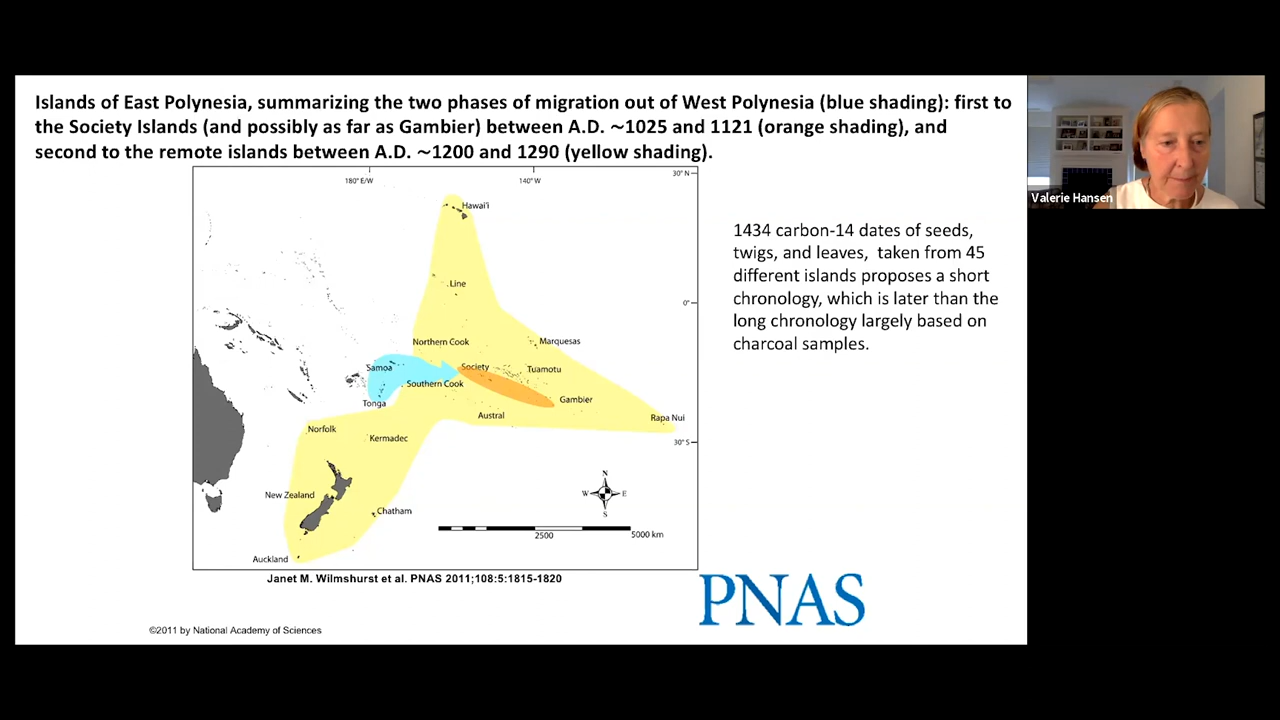 Islands of East Polynesia, summarizing the two phases of migration out of West Polynesia (blue shading): first to
the Society Islands (and possibly as far as Gambier) between A.D. ∼1025 and 1121 (orange shading), and
second to the remote islands between A.D. ∼1200 and 1290 (yellow shading).
Valerie Hansen
180° E/W
140° W
30° N
Hawai'i
Line
0°
Northern Cook
Marquesas
Samoa
Society
Tuamotu
Southern Cook
Tonga
Gambier
Austral
Rapa Nui
Norfolk
Kermadec
30° S
N
W
E
S
New Zealand
Chatham
2500
5000 km
Auckland
1434 carbon-14 dates of seeds,
twigs, and leaves, taken from 45
different islands proposes a short
chronology, which is later than the
long chronology largely based on
charcoal samples.
Janet M. Wilmshurst et al. PNAS 2011;108:5:1815-1820
PNAS
©2011 by National Academy of Sciences